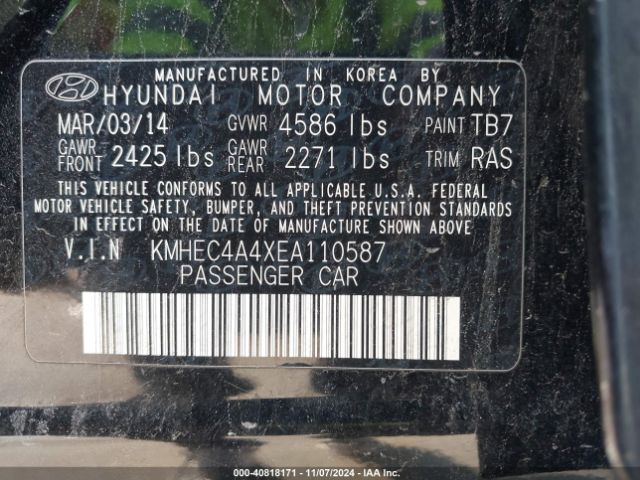 MANUFACTURED IN KOREA BY
HYUNDAI MOTOR COMPANY
MAR/03/14 GVWR 4586 lbs PAINT TB7
GAWR FRONT 2425 lbs GAWR REAR 2271 lbs TRIM RAS
THIS VEHICLE CONFORMS TO ALL APPLICABLE U.S.A. FEDERAL
MOTOR VEHICLE SAFETY, BUMPER, AND THEFT PREVENTION STANDARDS
IN EFFECT ON THE DATE OF MANUFACTURE SHOWN ABOVE.
V.I.N KMHEC4A4XEA110587
PASSENGER CAR
000-40818171 - 11/07/2024 - IAA Inc.